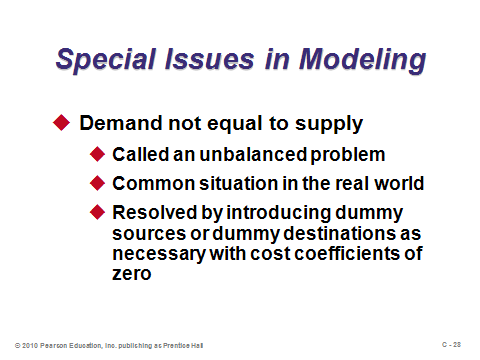 Special Issues in Modeling
Demand not equal to supply
Called an unbalanced problem
Common situation in the real world
Resolved by introducing dummy
sources or dummy destinations as
necessary with cost coefficients of
zero
© 2010 Pearson Education, Inc. publishing as Prentice Hall
C - 28